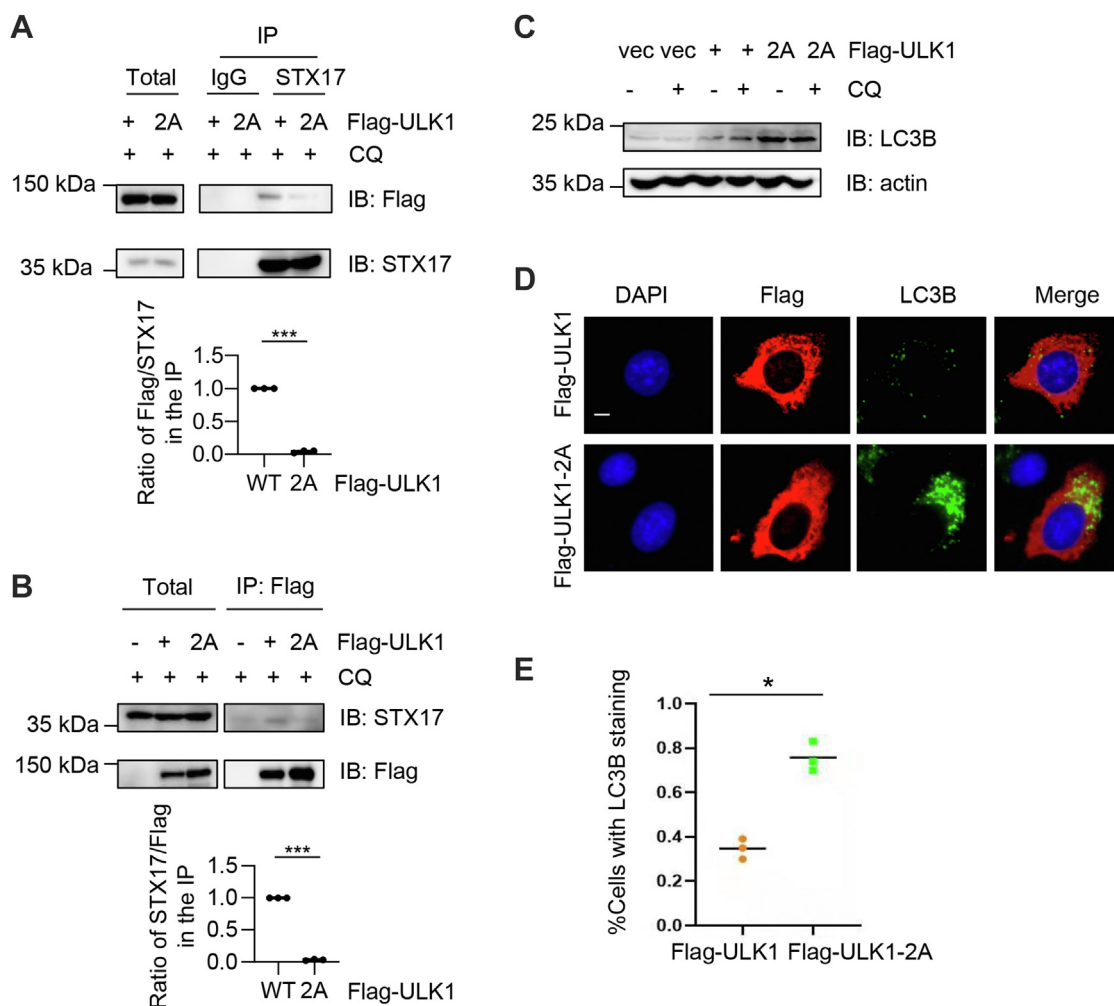 A
IP
Total IgG STX17
+ 2A + 2A + 2A Flag-ULK1
+ + + + + + CQ
150 kDa IB: Flag
35 kDa IB: STX17
Ratio of Flag/STX17
in the IP
***
1.5
1.0
0.5
0.0
WT 2A Flag-ULK1
B
Total IP: Flag
- + 2A - + 2A Flag-ULK1
+ + + + + + CQ
35 kDa IB: STX17
150 kDa IB: Flag
Ratio of STX17/Flag
in the IP
***
1.0
0.5
0.0
WT 2A Flag-ULK1
C
vec vec + + 2A 2A Flag-ULK1
- + - + - + CQ
25 kDa IB: LC3B
35 kDa IB: actin
D
DAPI Flag LC3B Merge
Flag-ULK1
Flag-ULK1-2A
E
%Cells with LC3B staining
*
1.0
0.8
0.6
0.4
0.2
0.0
Flag-ULK1 Flag-ULK1-2A